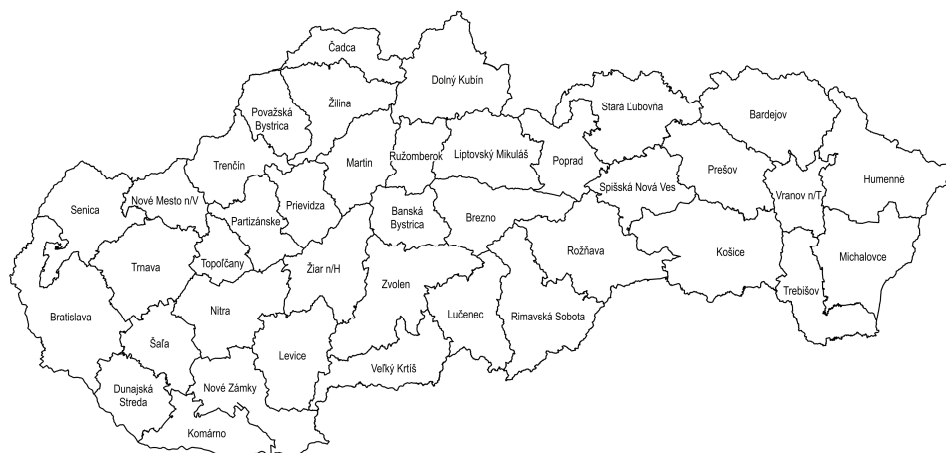 Čadca
Dolný Kubín
Považská
Bystrica
Žilina
Stará Ľubovňa
Bardejov
Trenčín
Martin
Ružomberok
Liptovský Mikuláš
Poprad
Prešov
Humenné
Senica
Nové Mesto n/V
Partizánske
Prievidza
Spišská Nová Ves
Vranov n/T
Banská
Bystrica
Brezno
Trnava
Topoľčany
Žiar n/H
Rožňava
Košice
Michalovce
Zvolen
Trebišov
Bratislava
Nitra
Lučenec
Rimavská Sobota
Šaľa
Levice
Veľký Krtíš
Dunajská
Streda
Nové Zámky
Komárno